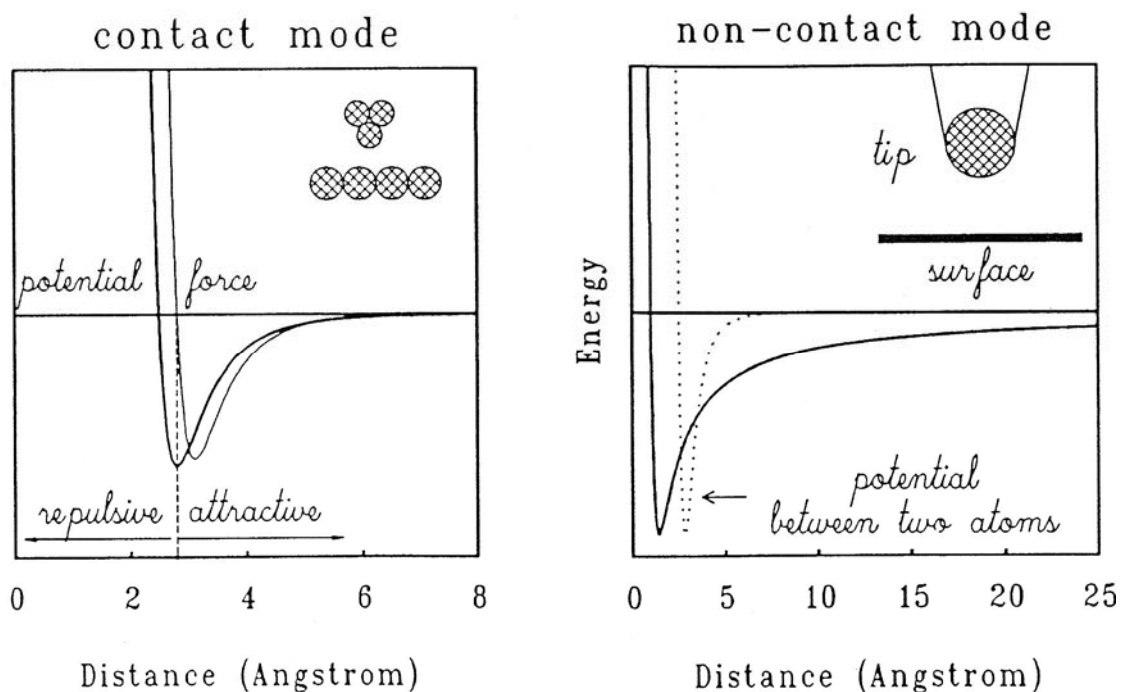 contact mode
potential force
repulsive attractive
0 2 4 6 8
Distance (Angstrom)
non-contact mode
tip
surface
Energy
potential
between two atoms
0 5 10 15 20 25
Distance (Angstrom)